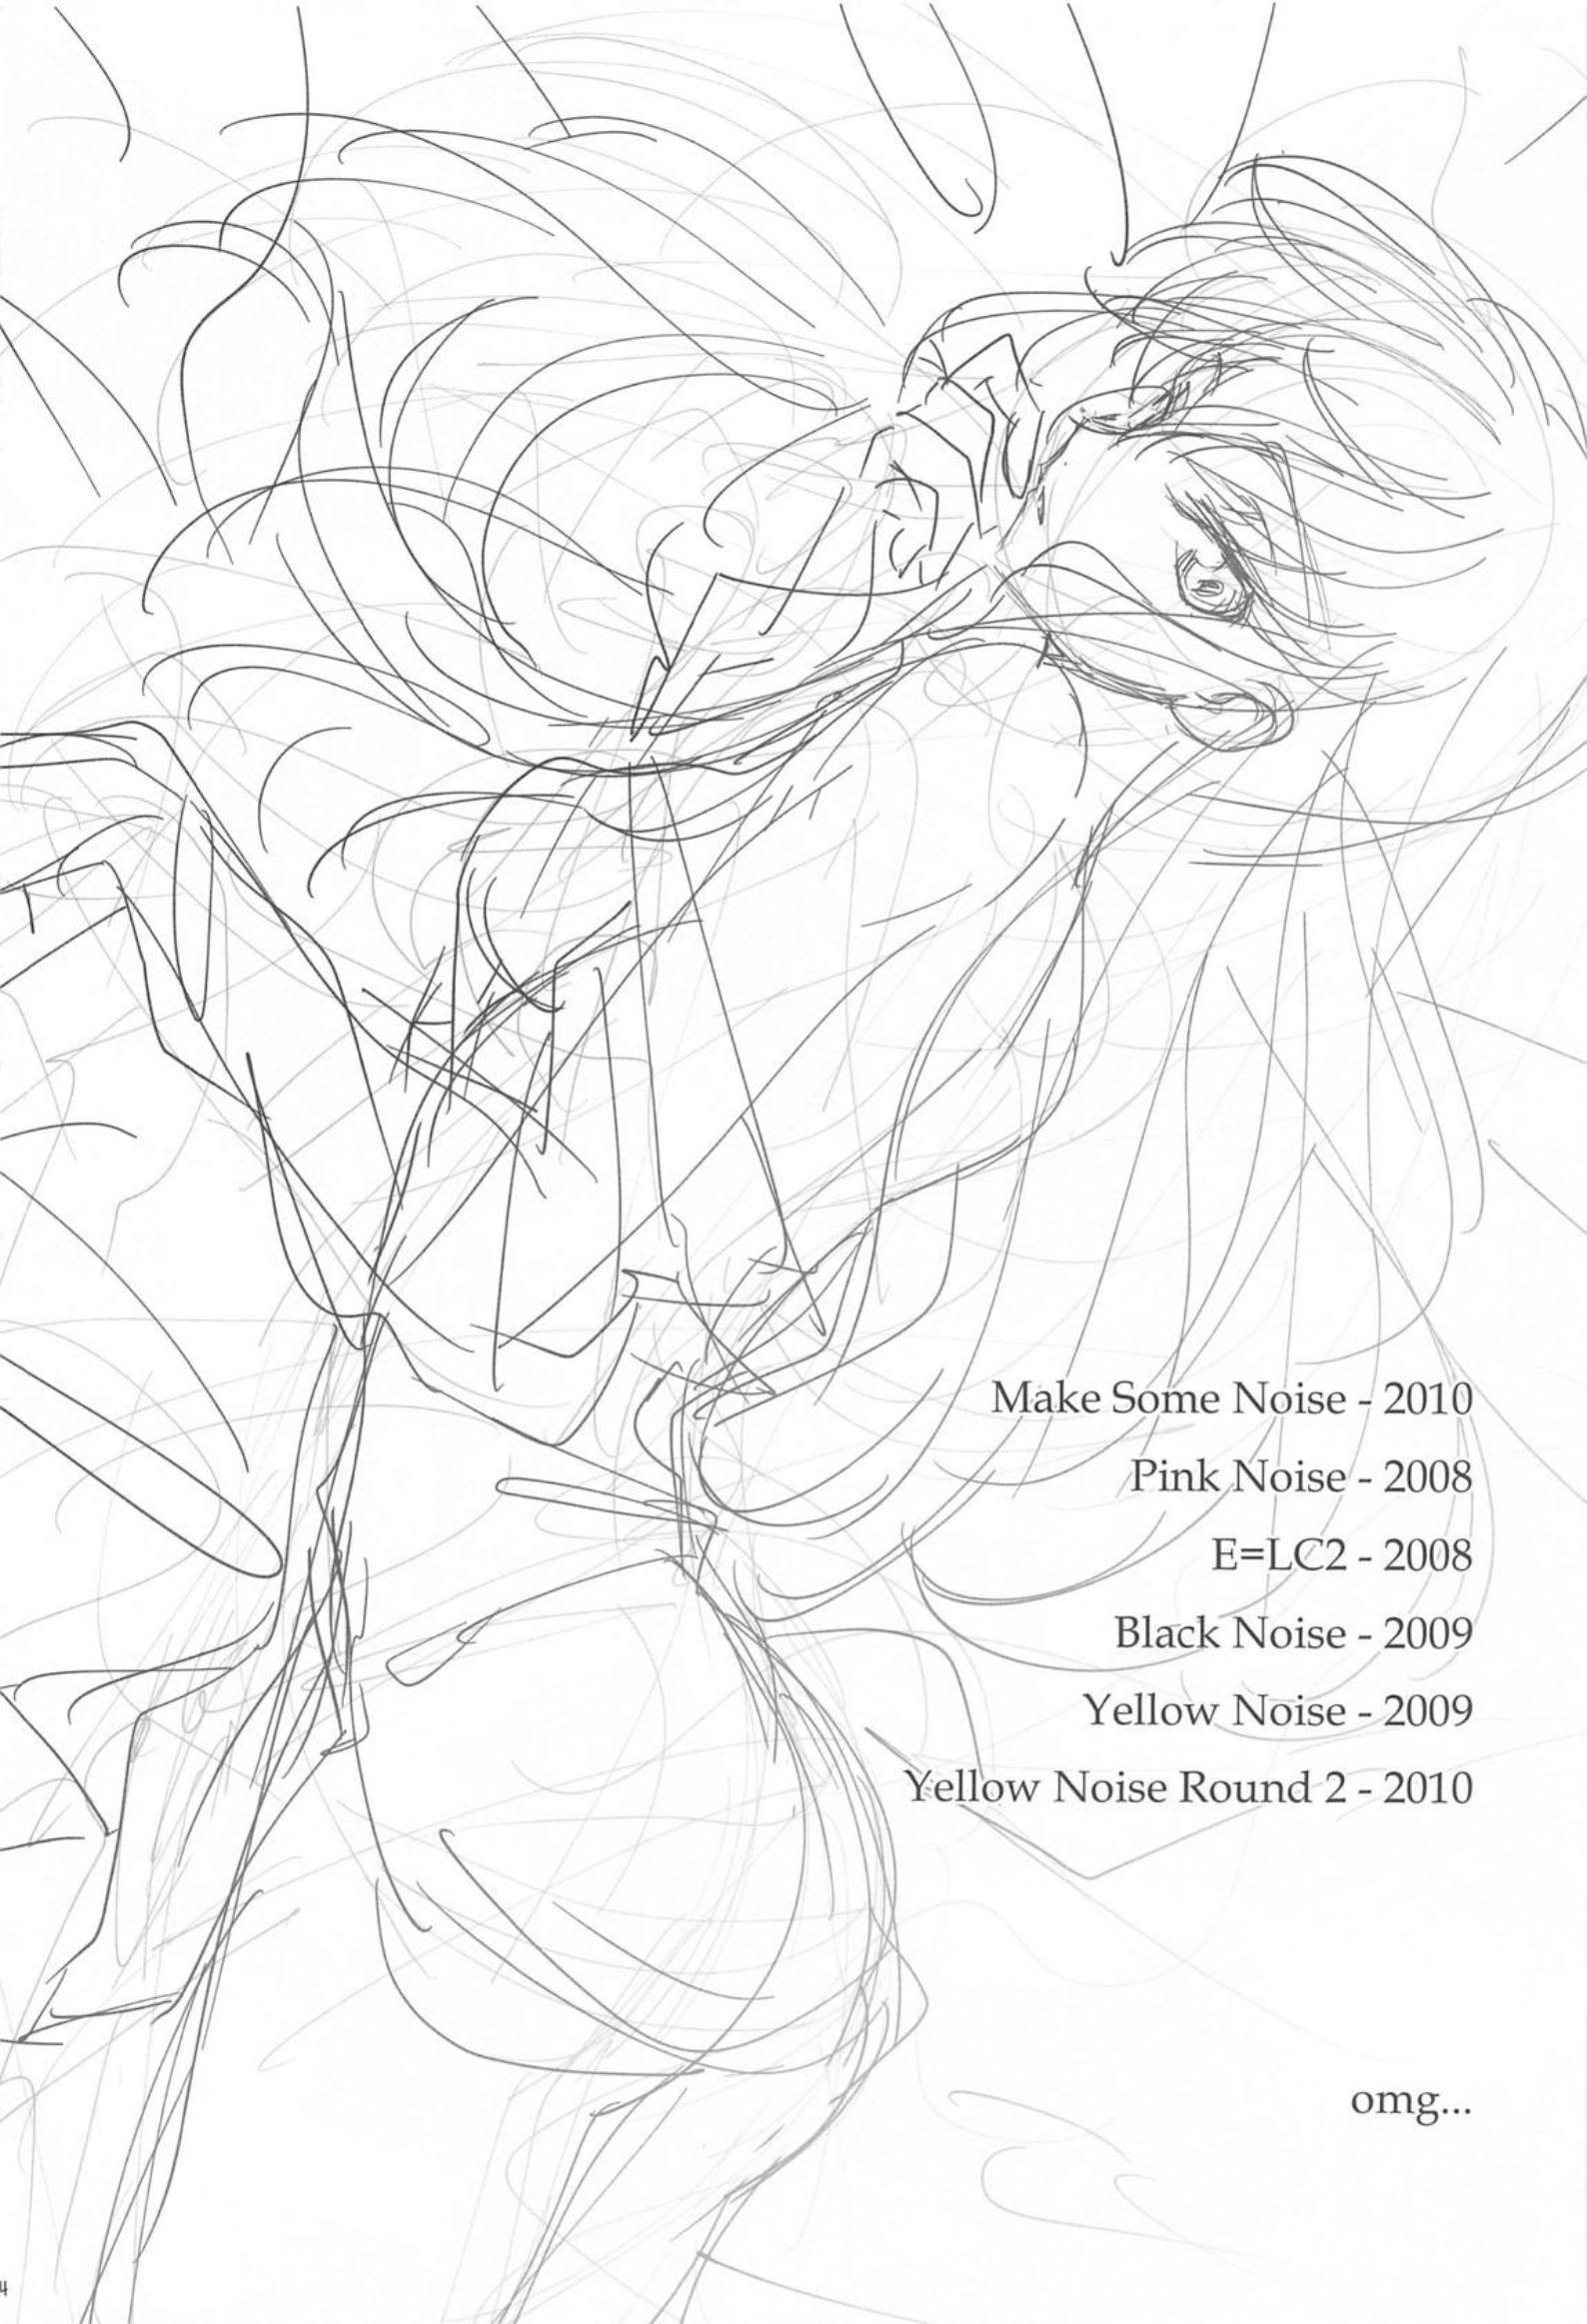 Make Some Noise - 2010
Pink Noise - 2008
E=LC2 - 2008
Black Noise - 2009
Yellow Noise - 2009
Yellow Noise Round 2 - 2010
omg...
4